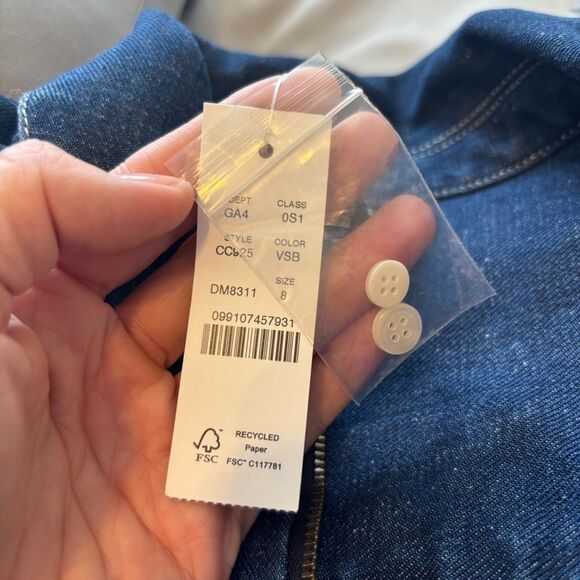 DEPT CLASS
GA4 0S1
STYLE COLOR
CC925 VSB
SIZE
DM8311 8
099107457931
RECYCLED
Paper
FSC™ C117781
FSC